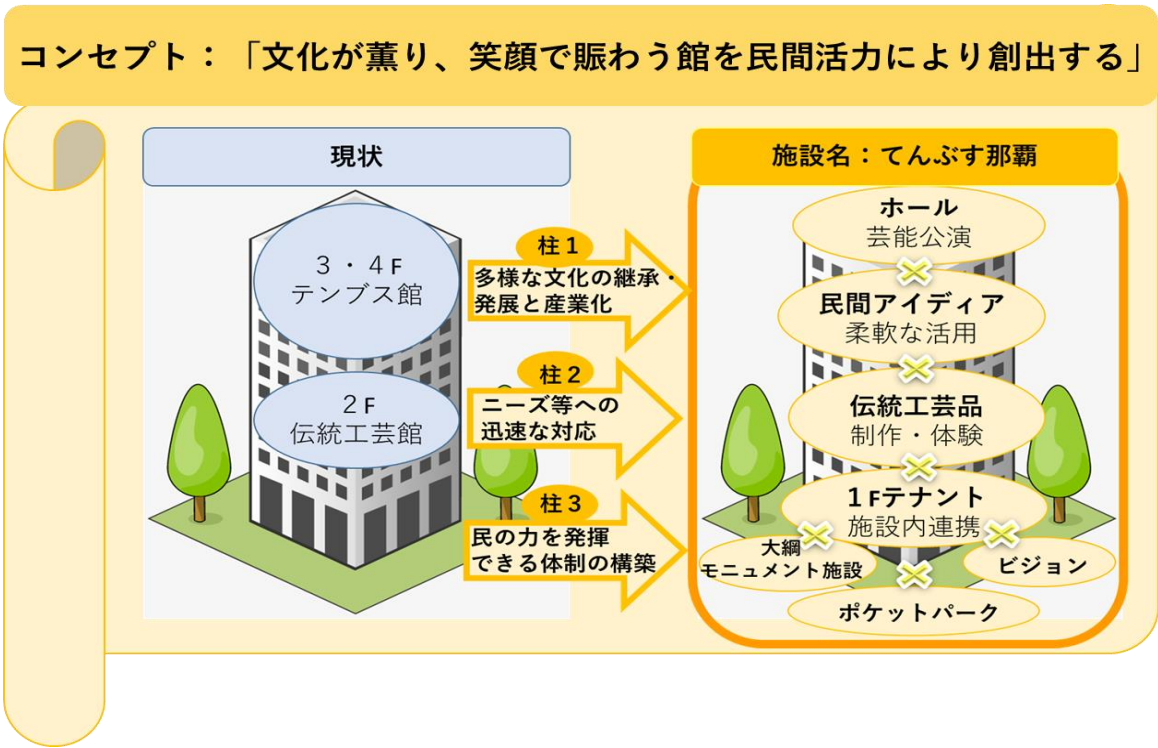 コンセプト：「文化が薫り、笑顔で賑わう館を民間活力により創出する」
現状
３・４F
テンブス館
２F
伝統工芸館
柱１
多様な文化の継承・
発展と産業化
柱２
ニーズ等への
迅速な対応
柱３
民の力を発揮
できる体制の構築
施設名：てんぶす那覇
ホール
芸能公演
民間アイディア
柔軟な活用
伝統工芸品
制作・体験
１Fテナント
施設内連携
大綱
モニュメント施設
ビジョン
ポケットパーク